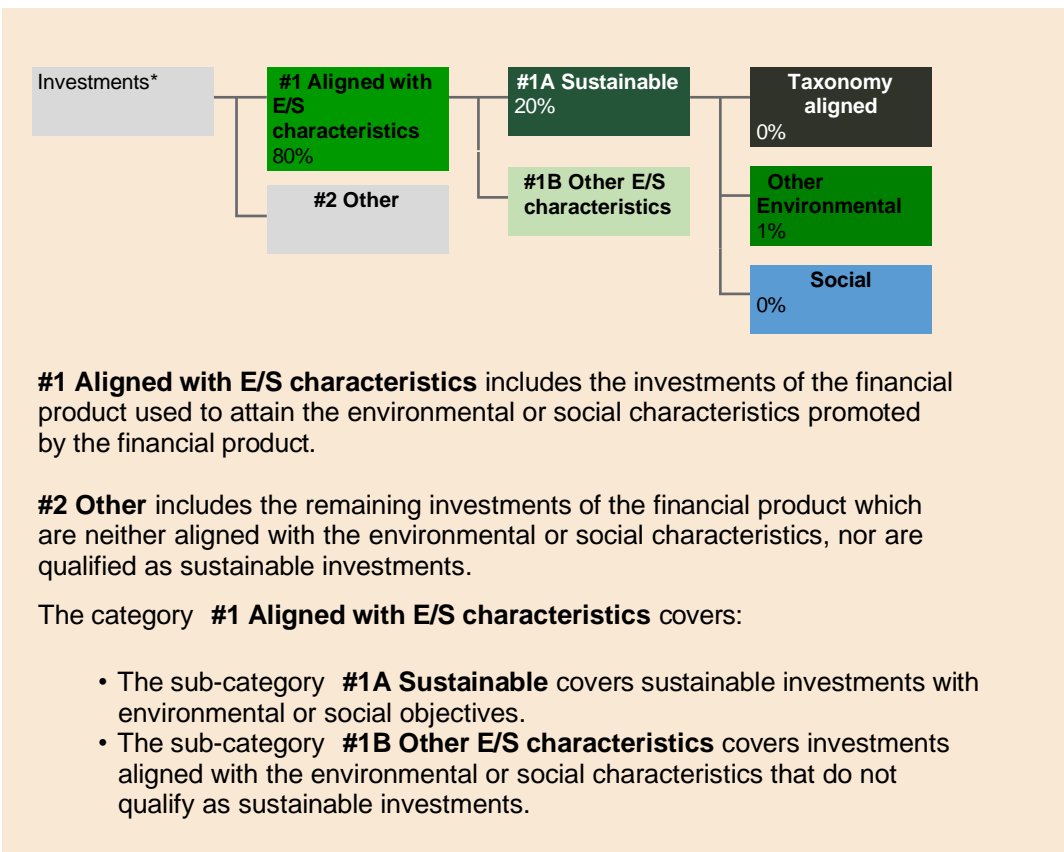 Investments*
#1 Aligned with
E/S
characteristics
80%
#2 Other
#1A Sustainable
20%
#1B Other E/S
characteristics
Taxonomy
aligned
0%
Other
Environmental
1%
Social
0%
#1 Aligned with E/S characteristics includes the investments of the financial
product used to attain the environmental or social characteristics promoted
by the financial product.
#2 Other includes the remaining investments of the financial product which
are neither aligned with the environmental or social characteristics, nor are
qualified as sustainable investments.
The category #1 Aligned with E/S characteristics covers:
• The sub-category #1A Sustainable covers sustainable investments with
environmental or social objectives.
• The sub-category #1B Other E/S characteristics covers investments
aligned with the environmental or social characteristics that do not
qualify as sustainable investments.